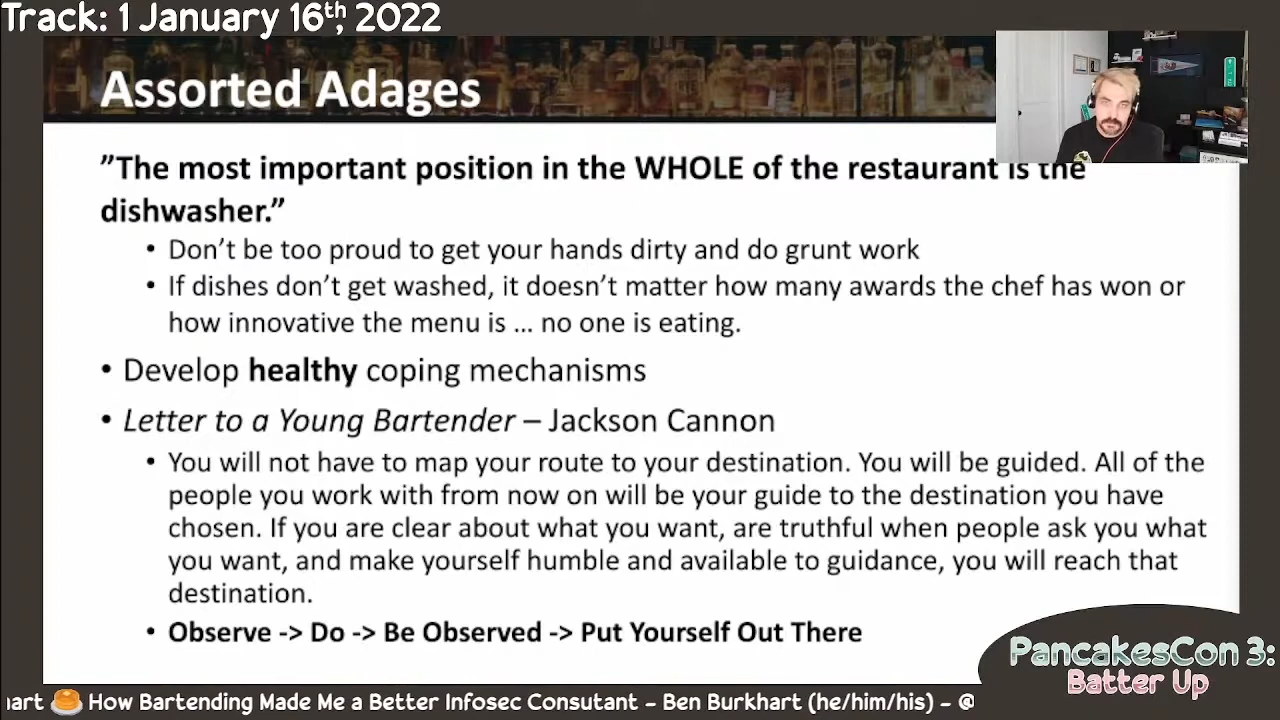 Track: 1 January 16th, 2022
Assorted Adages
”The most important position in the WHOLE of the restaurant is the
dishwasher.”
• Don’t be too proud to get your hands dirty and do grunt work
• If dishes don’t get washed, it doesn’t matter how many awards the chef has won or
how innovative the menu is … no one is eating.
• Develop healthy coping mechanisms
• Letter to a Young Bartender – Jackson Cannon
• You will not have to map your route to your destination. You will be guided. All of the
people you work with from now on will be your guide to the destination you have
chosen. If you are clear about what you want, are truthful when people ask you what
you want, and make yourself humble and available to guidance, you will reach that
destination.
• Observe -> Do -> Be Observed -> Put Yourself Out There
PancakesCon 3:
Batter Up
hart 🥞 How Bartending Made Me a Better Infosec Consutant – Ben Burkhart (he/him/his) – @